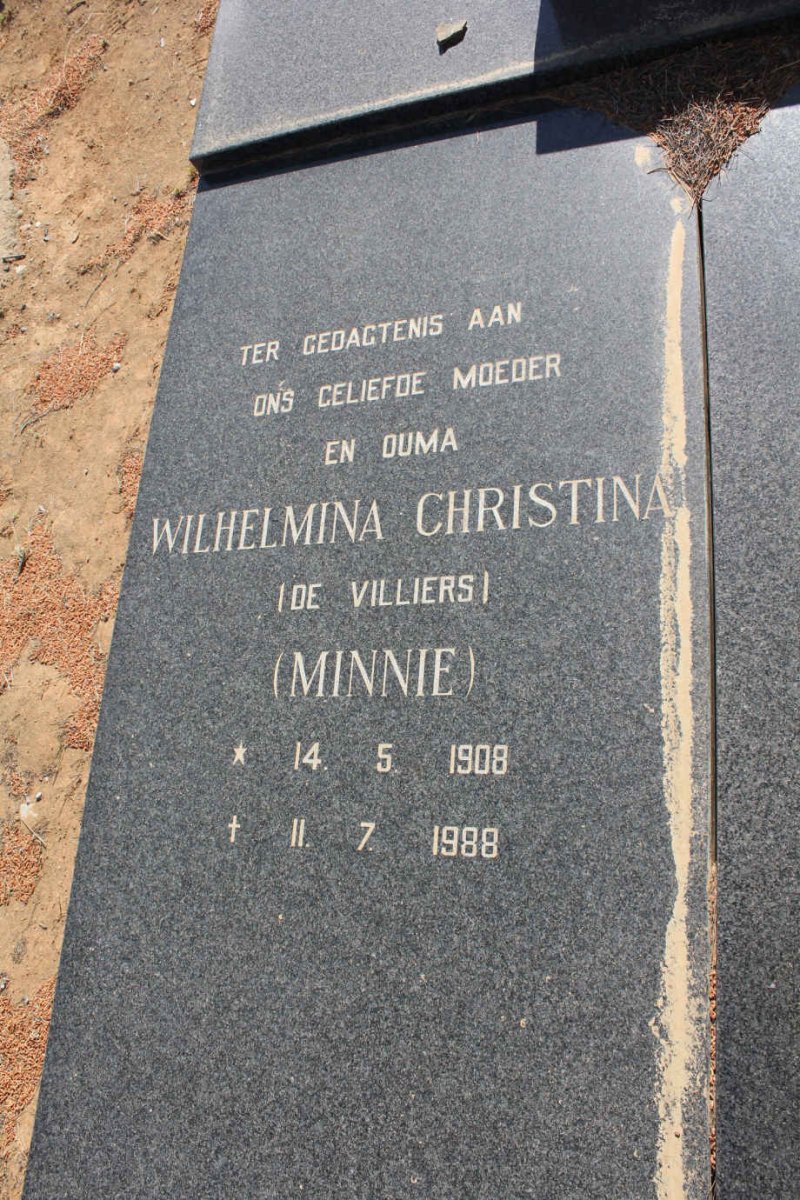 TER GEDAGTENIS AAN
ONS GELIEFDE MOEDER
EN OUMA
WILHELMINA CHRISTINA
(DE VILLIERS)
(MINNIE)
* 14. 5. 1908
† 11. 7. 1988